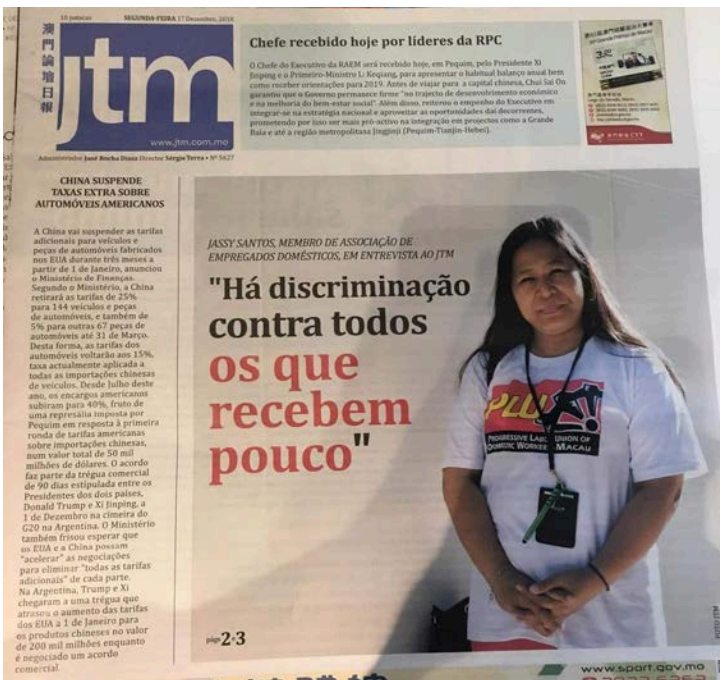 10 patacas
SEGUNDA-FEIRA 17 Dezembro, 2018
澳門論壇日報
jtm
www.jtm.com.mo
Administrador José Rocha Diniz Director Sérgio Terra • Nº 5627
Chefe recebido hoje por líderes da RPC
O Chefe do Executivo da RAEM será recebido hoje, em Pequim, pelo Presidente Xi
Jinping e o Primeiro-Ministro Li Keqiang, para apresentar o habitual balanço anual bem
como receber orientações para 2019. Antes de viajar para a capital chinesa, Chui Sai On
garantiu que o Governo permanece firme "no trajecto de desenvolvimento económico
e na melhoria do bem-estar social". Além disso, reiterou o empenho do Executivo em
integrar-se na estratégia nacional e aproveitar as oportunidades daí decorrentes,
prometendo por isso ser mais pró-activo na integração em projectos como a Grande
Baía e até a região metropolitana Jingjinji (Pequim-Tianjin-Hebei).
CTT
CHINA SUSPENDE
TAXAS EXTRA SOBRE
AUTOMÓVEIS AMERICANOS
A China vai suspender as tarifas
adicionais para veículos e
peças de automóveis fabricados
nos EUA durante três meses a
partir de 1 de Janeiro, anunciou
o Ministério de Finanças.
Segundo o Ministério, a China
retirará as tarifas de 25%
para 144 veículos e peças
de automóveis, e também de
5% para outras 67 peças de
automóveis até 31 de Março.
Desta forma, as tarifas dos
automóveis voltarão aos 15%,
taxa actualmente aplicada a
todas as importações chinesas
de veículos. Desde Julho deste
ano, os encargos americanos
subiram para 40%, fruto de
uma represália imposta por
Pequim em resposta à primeira
ronda de tarifas americanas
sobre importações chinesas,
num valor total de 50 mil
milhões de dólares. O acordo
faz parte da trégua comercial
de 90 dias estipulada entre os
Presidentes dos dois países,
Donald Trump e Xi Jinping, a
1 de Dezembro na cimeira do
G20 na Argentina. O Ministério
também frisou esperar que
os EUA e a China possam
"acelerar" as negociações
para eliminar "todas as tarifas
adicionais" de cada parte.
Na Argentina, Trump e Xi
chegaram a uma trégua que
atrasou o aumento das tarifas
dos EUA a 1 de Janeiro para
os produtos chineses no valor
de 200 mil milhões enquanto
é negociado um acordo
comercial.
JASSY SANTOS, MEMBRO DE ASSOCIAÇÃO DE
EMPREGADOS DOMÉSTICOS, EM ENTREVISTA AO JTM
"Há discriminação
contra todos
os que
recebem
pouco"
PROGRESSIVE LABOR UNION OF
DOMESTIC WORKERS MACAU
págs 2-3
FOTO JTM
www.sport.gov.mo